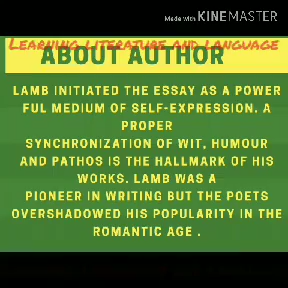 Made with KINEMASTER
Learning Literature and Language
ABOUT AUTHOR
LAMB INITIATED THE ESSAY AS A POWER
FUL MEDIUM OF SELF-EXPRESSION. A
PROPER
SYNCHRONIZATION OF WIT, HUMOUR
AND PATHOS IS THE HALLMARK OF HIS
WORKS. LAMB WAS A
PIONEER IN WRITING BUT THE POETS
OVERSHADOWED HIS POPULARITY IN THE
ROMANTIC AGE .